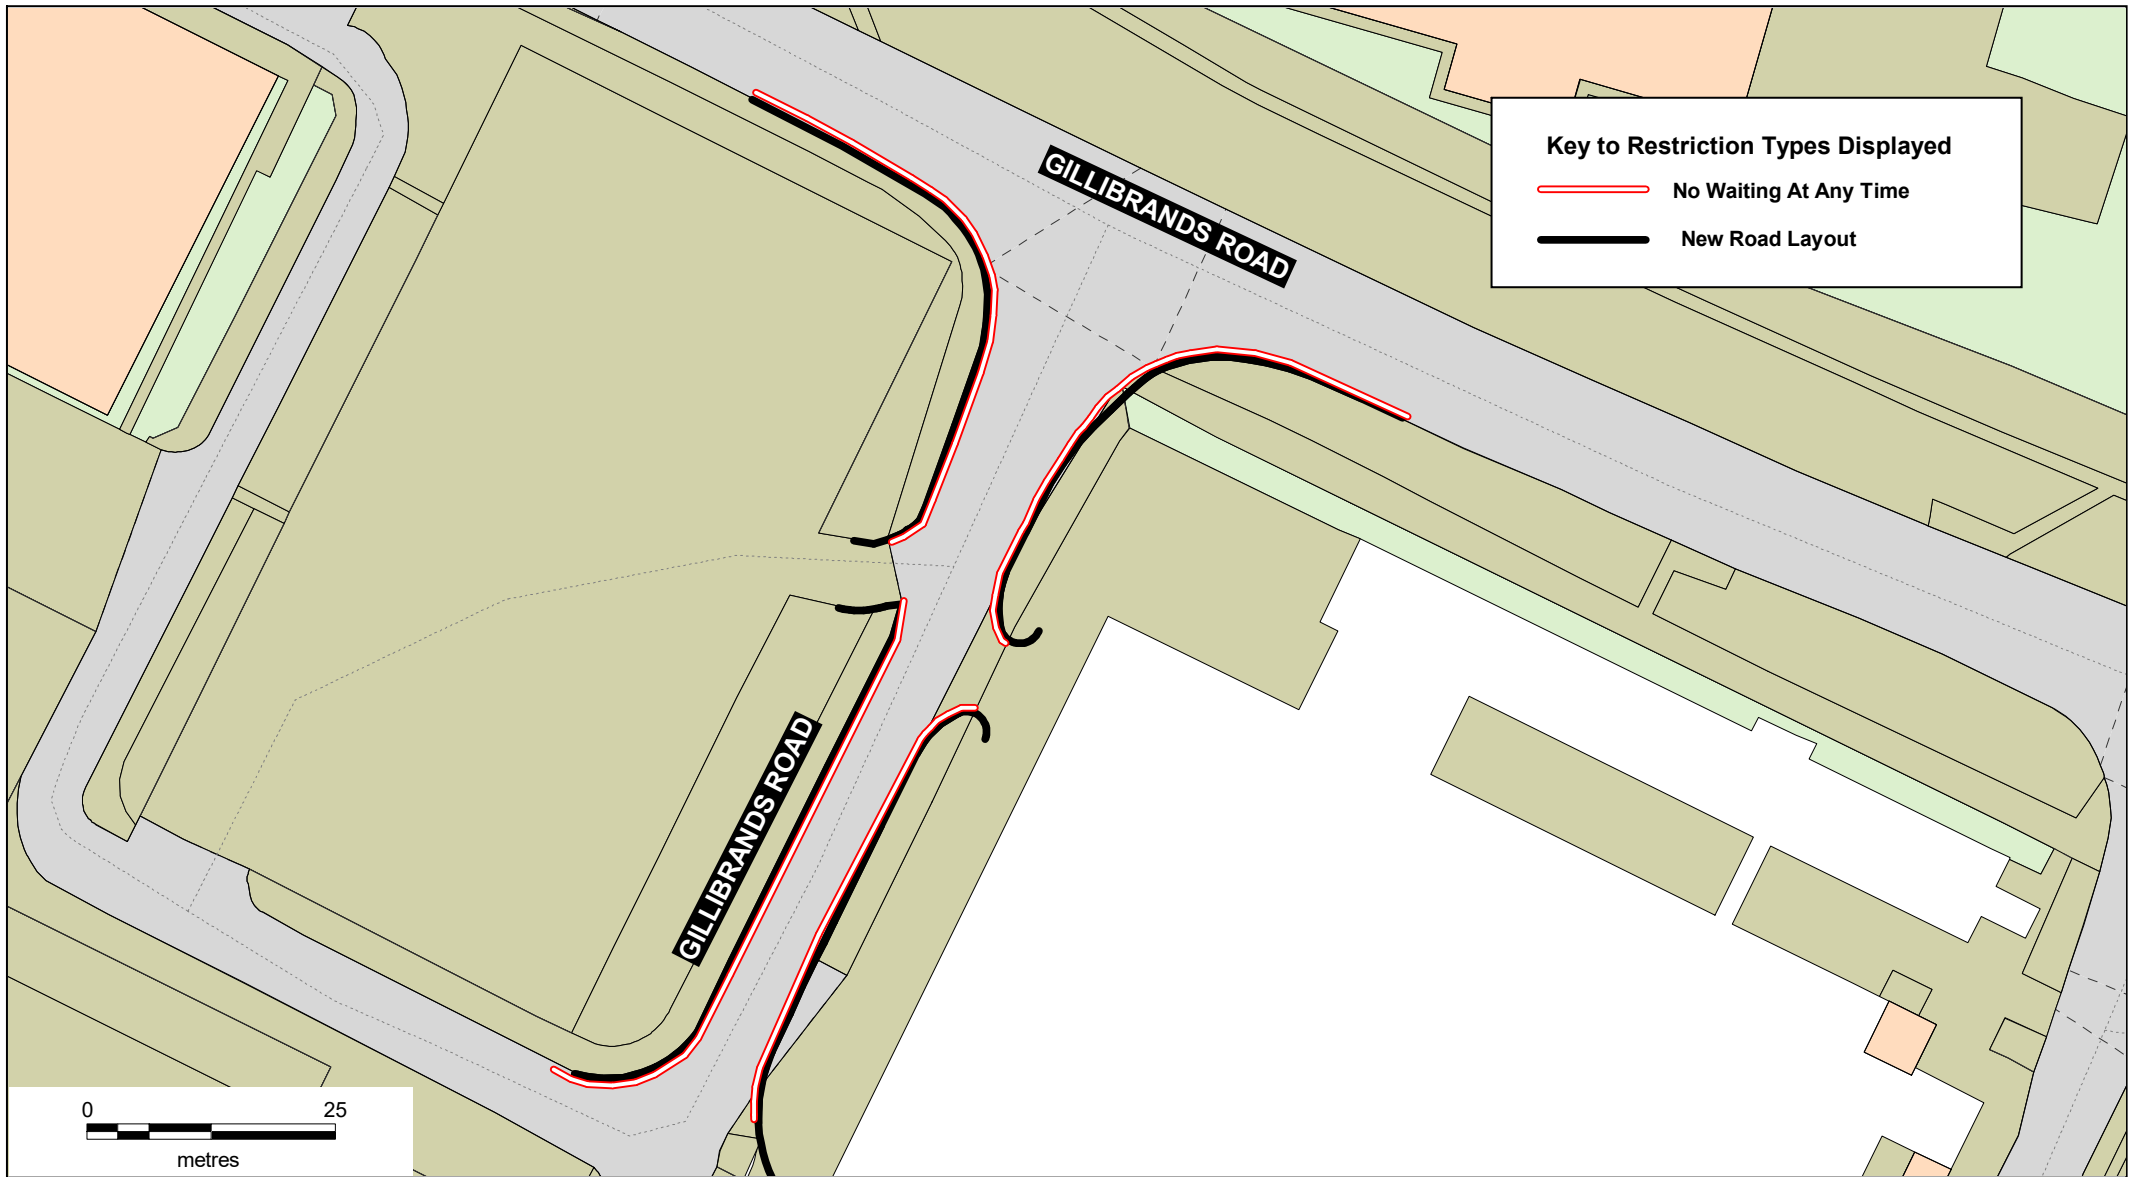 GILLIBRANDS ROAD
Key to Restriction Types Displayed
No Waiting At Any Time
New Road Layout
GILLIBRANDS ROAD
0 25
metres